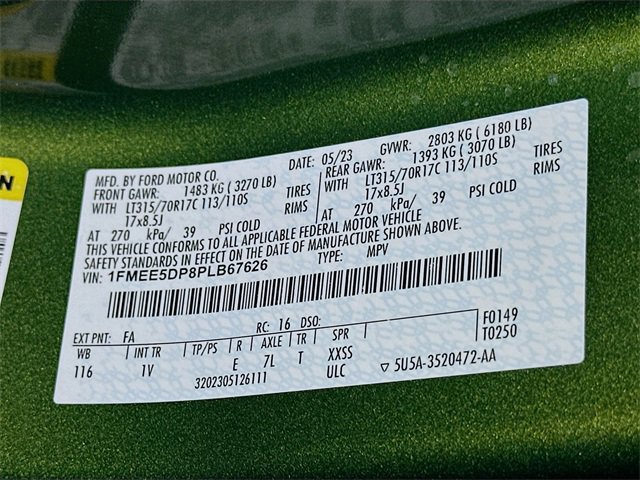 MFD. BY FORD MOTOR CO. DATE: 05/23 GVWR: 2803 KG ( 6180 LB)
FRONT GAWR: 1483 KG ( 3270 LB) REAR GAWR: 1393 KG ( 3070 LB)
WITH LT315/70R17C 113/110S TIRES WITH LT315/70R17C 113/110S TIRES
17x8.5J RIMS 17x8.5J RIMS
AT 270 kPa/ 39 PSI COLD AT 270 kPa/ 39 PSI COLD
THIS VEHICLE CONFORMS TO ALL APPLICABLE FEDERAL MOTOR VEHICLE
SAFETY STANDARDS IN EFFECT ON THE DATE OF MANUFACTURE SHOWN ABOVE.
VIN: 1FMEE5DP8PLB67626 TYPE: MPV
EXT PNT: FA RC: 16 DSO: F0149
WB INT TR TP/PS R AXLE TR SPR T0250
116 1V E 7L T XXSS
3202305126111 ULC ▽ 5U5A-3520472-AA
N